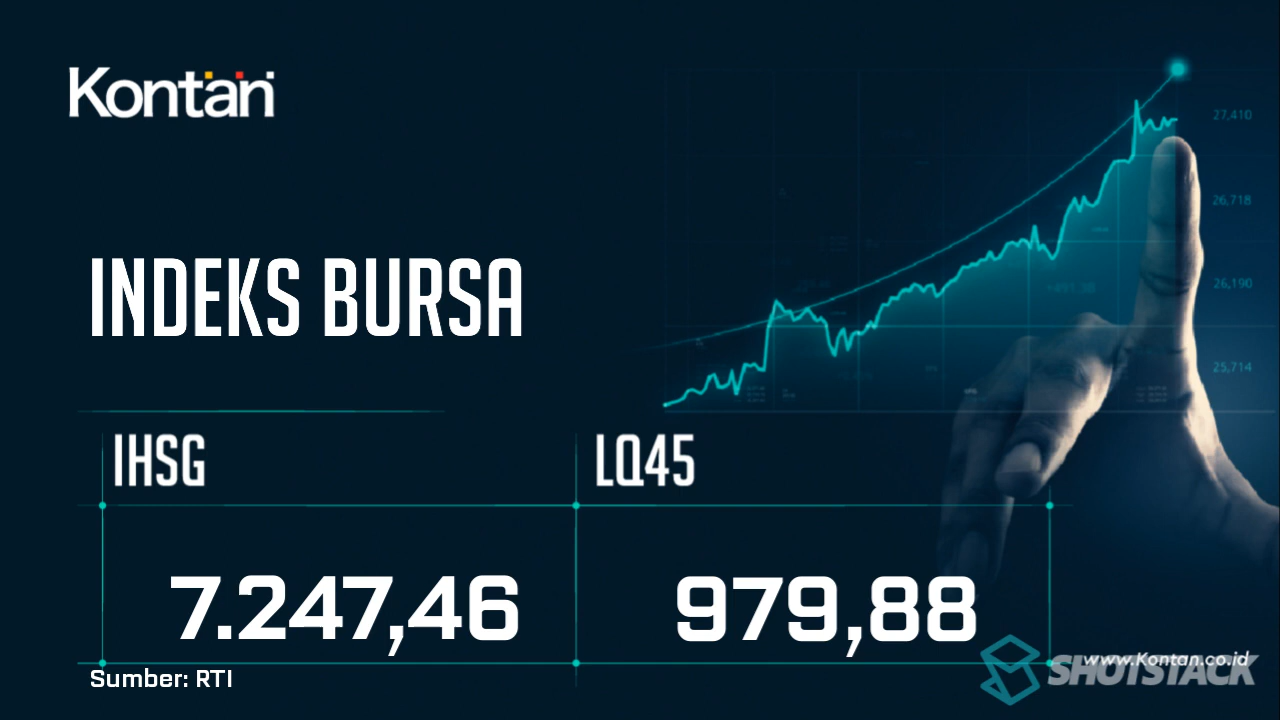 Kontan
27,410
26,718
INDEKS BURSA
26,190
25,714
IHSG
LQ45
7.247,46
979,88
www.Kontan.co.id
SHOTSTACK
Sumber: RTI